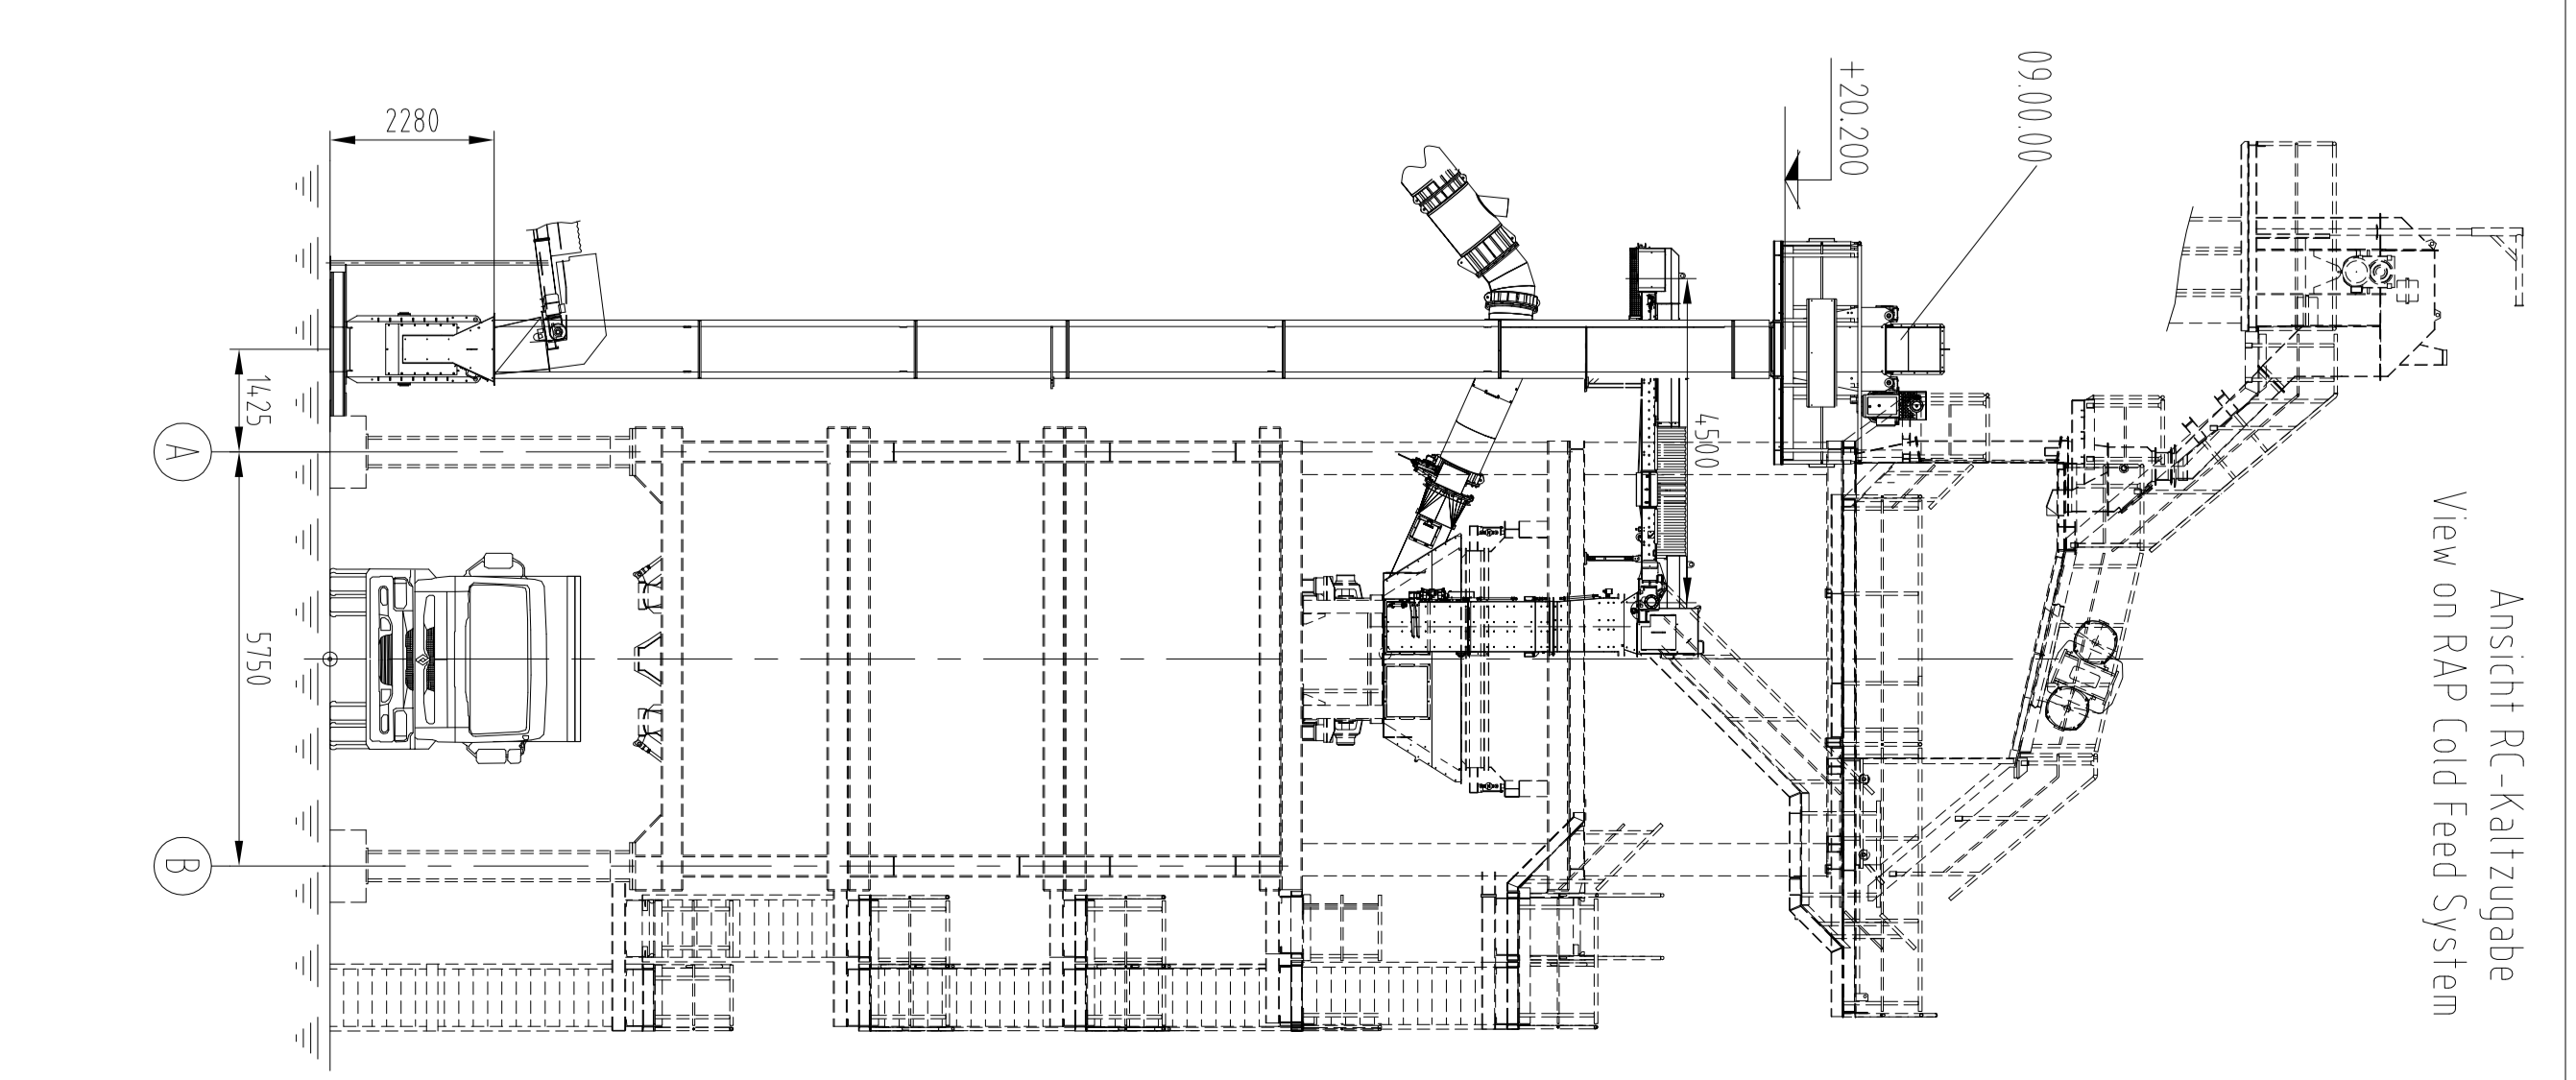 Ansicht RC-Kaltzugabe
View on RAP Cold Feed System
09.00.00
+20.200
4500
2280
1425
A
5750
B